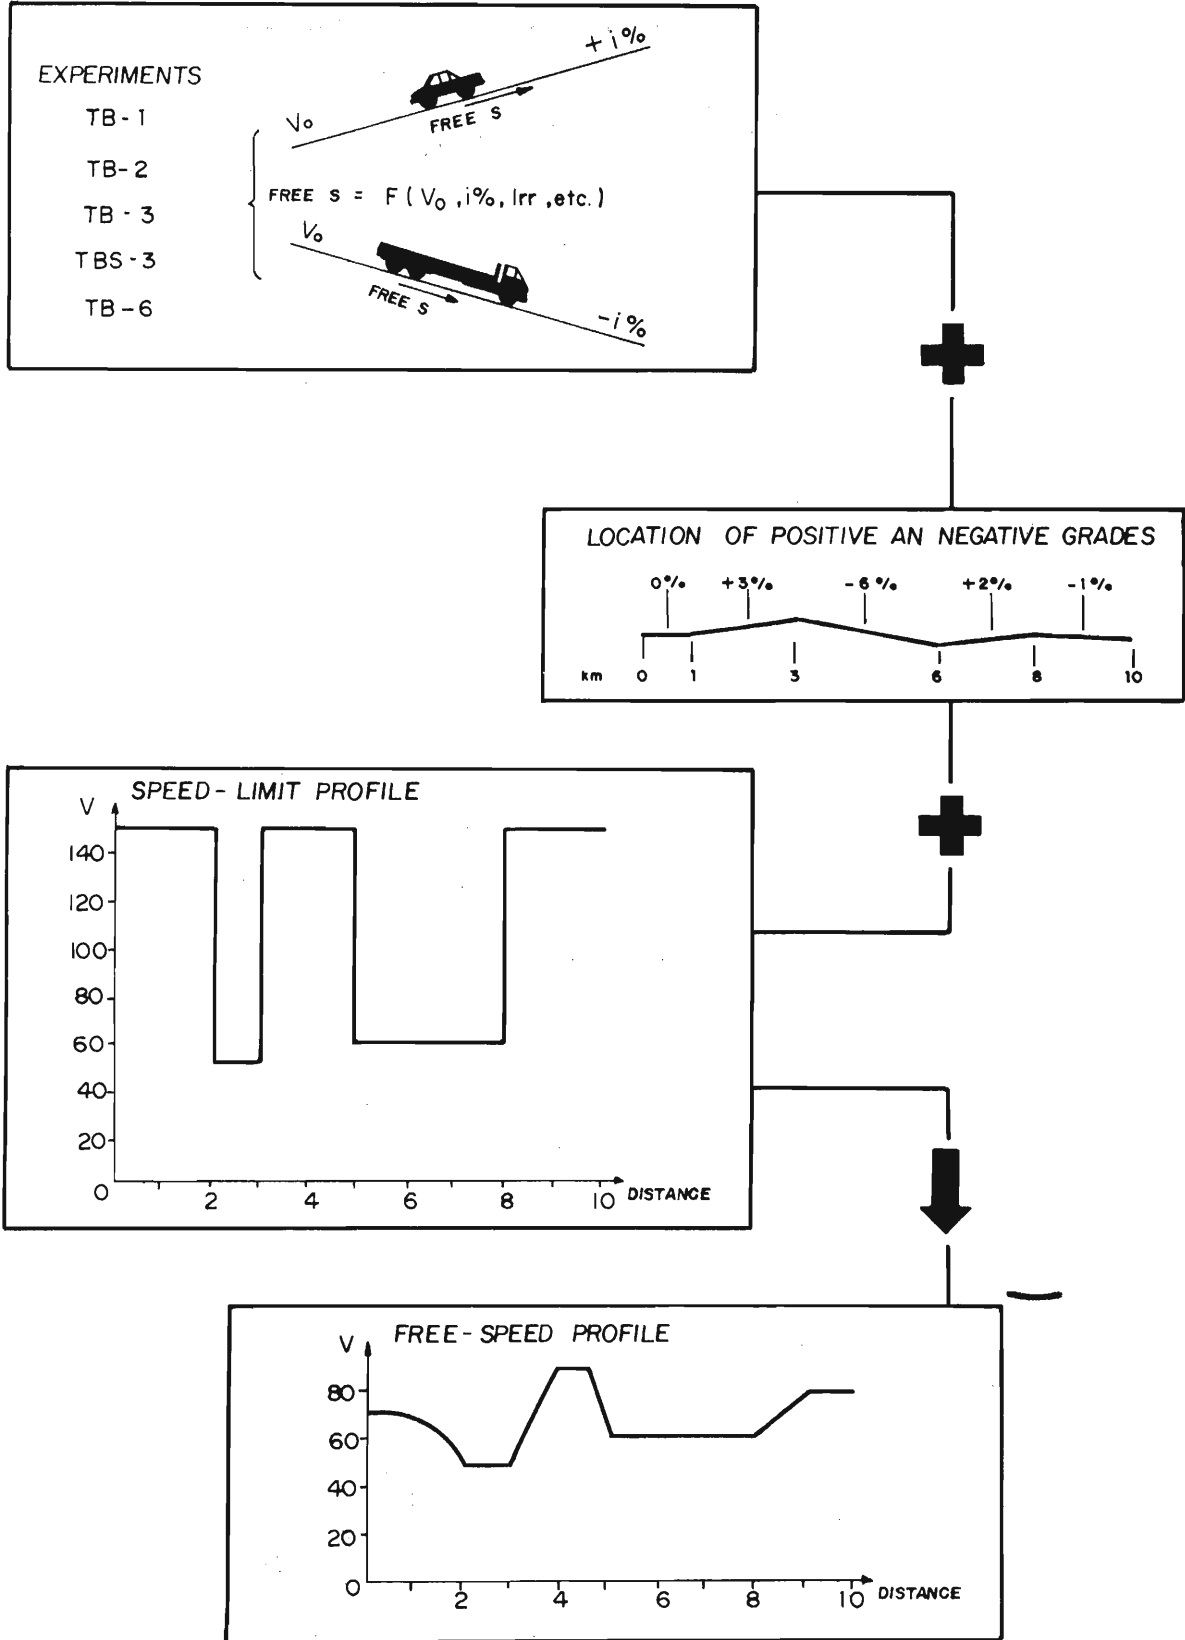 EXPERIMENTS
TB-1
TB-2
TB-3
TBS-3
TB-6
+i%
Vo
FREE S
FREE S = F(Vo,i%,Irr,etc.)
Vo
FREE S
-i%
LOCATION OF POSITIVE AN NEGATIVE GRADES
0% +3% -6% +2% -1%
km 0 1 3 6 8 10
SPEED-LIMIT PROFILE
V
140
120
100
80
60
40
20
0 2 4 6 8 10 DISTANCE
FREE-SPEED PROFILE
V
80
60
40
20
0 2 4 6 8 10 DISTANCE